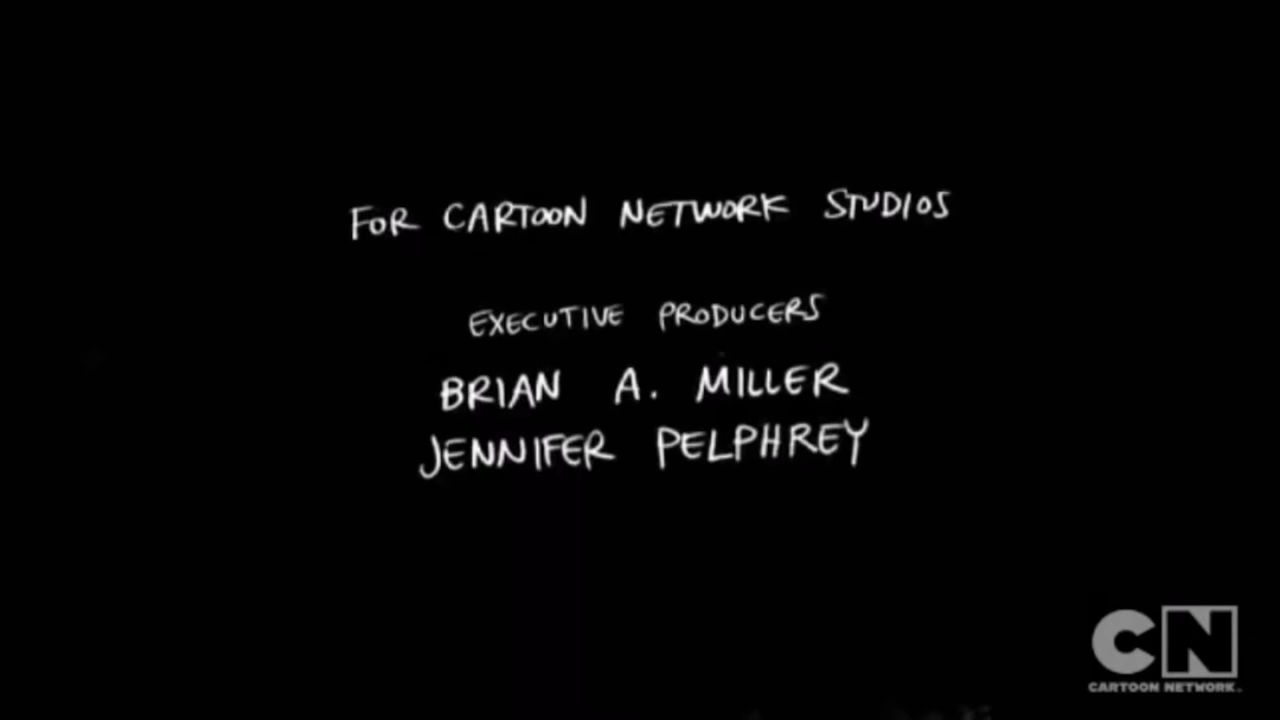 FOR CARTOON NETWORK STUDIOS
EXECUTIVE PRODUCERS
BRIAN A. MILLER
JENNIFER PELPHREY
CN
CARTOON NETWORK.